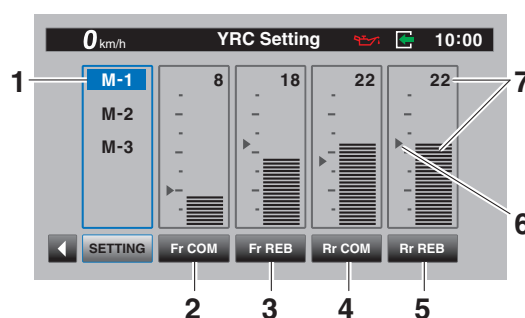 0 km/h YRC Setting 10:00
1 M-1 8 18 22 22 7
M-2
M-3
6
SETTING Fr COM Fr REB Rr COM Rr REB
2 3 4 5